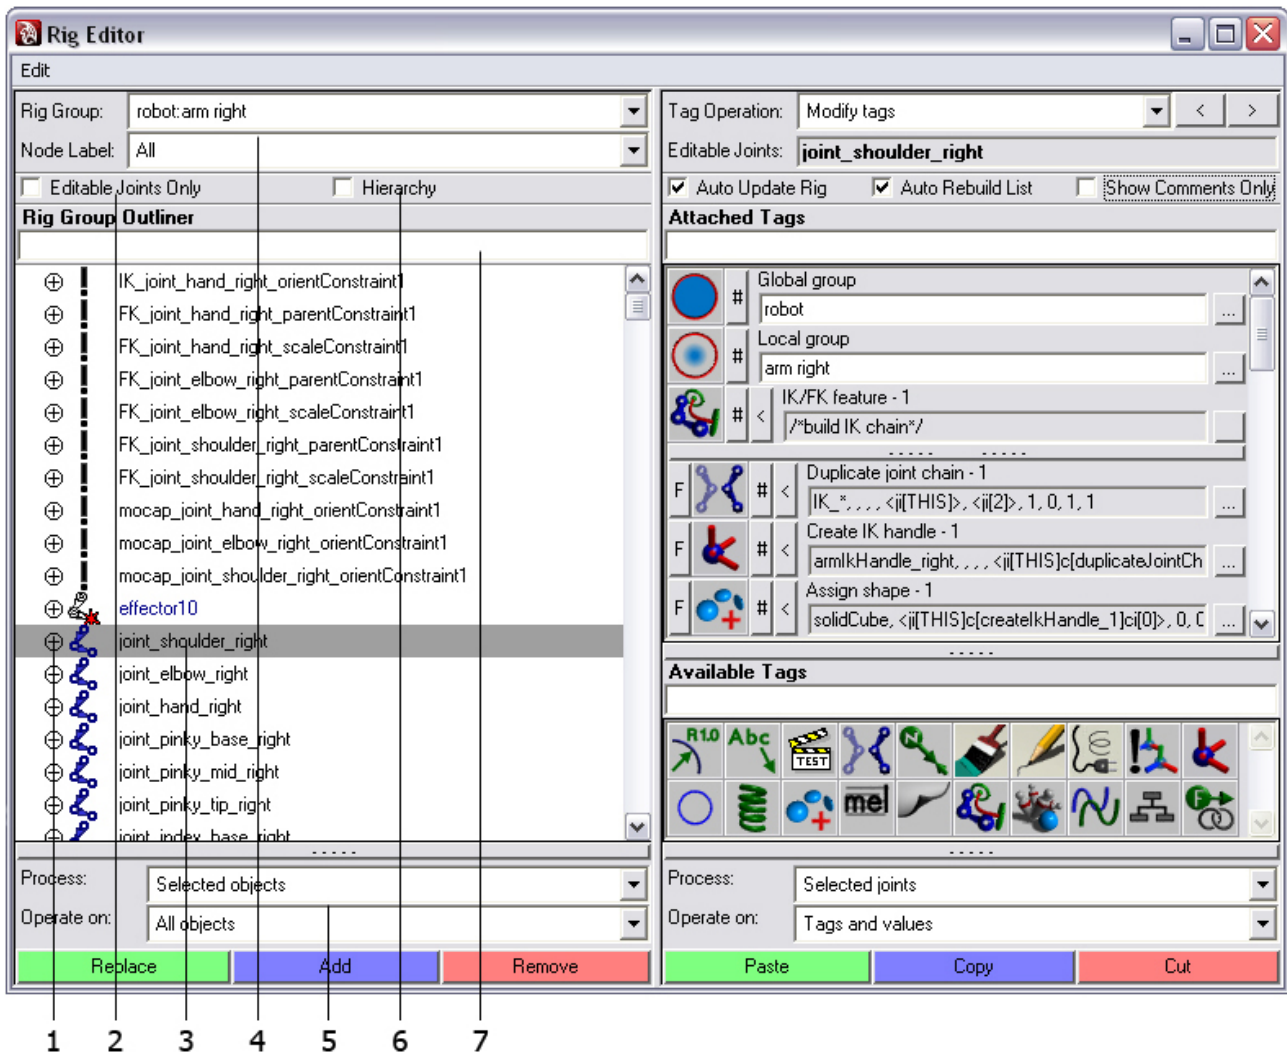 Rig Editor
Edit
Rig Group: robot:arm right
Node Label: All
Editable Joints Only Hierarchy
Rig Group Outliner
IK_joint_hand_right_orientConstraint1
FK_joint_hand_right_parentConstraint1
FK_joint_hand_right_scaleConstraint1
FK_joint_elbow_right_parentConstraint1
FK_joint_elbow_right_scaleConstraint1
FK_joint_shoulder_right_parentConstraint1
FK_joint_shoulder_right_scaleConstraint1
mocap_joint_hand_right_orientConstraint1
mocap_joint_elbow_right_orientConstraint1
mocap_joint_shoulder_right_orientConstraint1
effector10
joint_shoulder_right
joint_elbow_right
joint_hand_right
joint_pinky_base_right
joint_pinky_mid_right
joint_pinky_tip_right
joint_index_base_right
Process: Selected objects
Operate on: All objects
Replace Add Remove
Tag Operation: Modify tags < >
Editable Joints: joint_shoulder_right
Auto Update Rig Auto Rebuild List Show Comments Only
Attached Tags
Global group
# robot ...
Local group
# arm right ...
IK/FK feature - 1
# < /*build IK chain*/
Duplicate joint chain - 1
F # < IK_*, , , , <ji[THIS]>, <ji[2]>, 1, 0, 1, 1 ...
Create IK handle - 1
F # < armIkHandle_right, , , , <ji[THIS]c[duplicateJointCh ...
Assign shape - 1
F # < solidCube, <ji[THIS]c[createIkHandle_1]ci[0]>, 0, 0 ...
Available Tags
R1.0 Abc TEST N
mel F
Process: Selected joints
Operate on: Tags and values
Paste Copy Cut
1 2 3 4 5 6 7